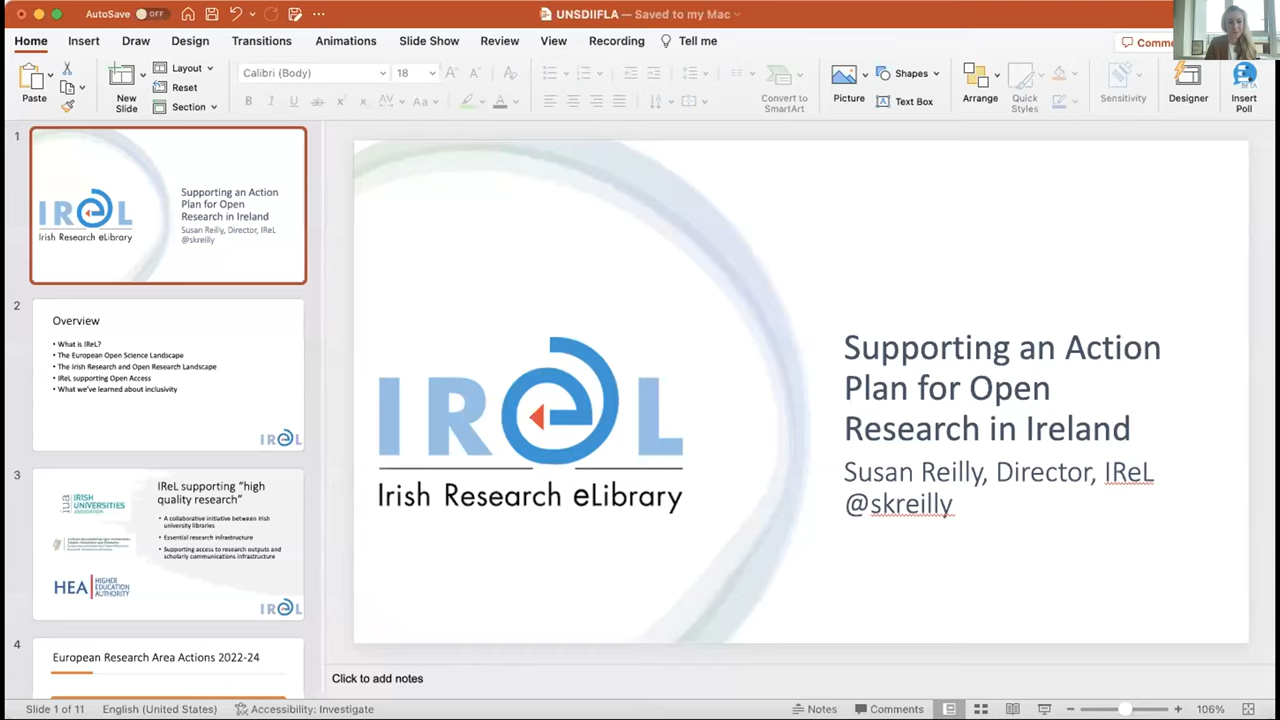 AutoSave OFF
UNSDIIFLA — Saved to my Mac
Home Insert Draw Design Transitions Animations Slide Show Review View Recording Tell me
Comme
Paste
New
Slide
Layout
Reset
Section
Calibri (Body) 18
Convert to
SmartArt
Picture
Shapes
Text Box
Arrange
Quick
Styles
Sensitivity
Designer
BETA
Insert
Poll
1
IReL
Irish Research eLibrary
Supporting an Action
Plan for Open
Research in Ireland
Susan Reilly, Director, IReL
@skreilly
2
Overview
• What is IReL?
• The European Open Science Landscape
• The Irish Research and Open Research Landscape
• IReL supporting Open Access
• What we've learned about inclusivity
IReL
3
IReL supporting "high
quality research"
iua IRISH
UNIVERSITIES
ASSOCIATION
• A collaborative initiative between Irish
university libraries
• Essential research infrastructure
• Supporting access to research outputs and
scholarly communications infrastructure
HEA HIGHER
EDUCATION
AUTHORITY
IReL
4
European Research Area Actions 2022-24
IReL
Irish Research eLibrary
Supporting an Action
Plan for Open
Research in Ireland
Susan Reilly, Director, IReL
@skreilly
Click to add notes
Slide 1 of 11 English (United States) Accessibility: Investigate Notes Comments 106%